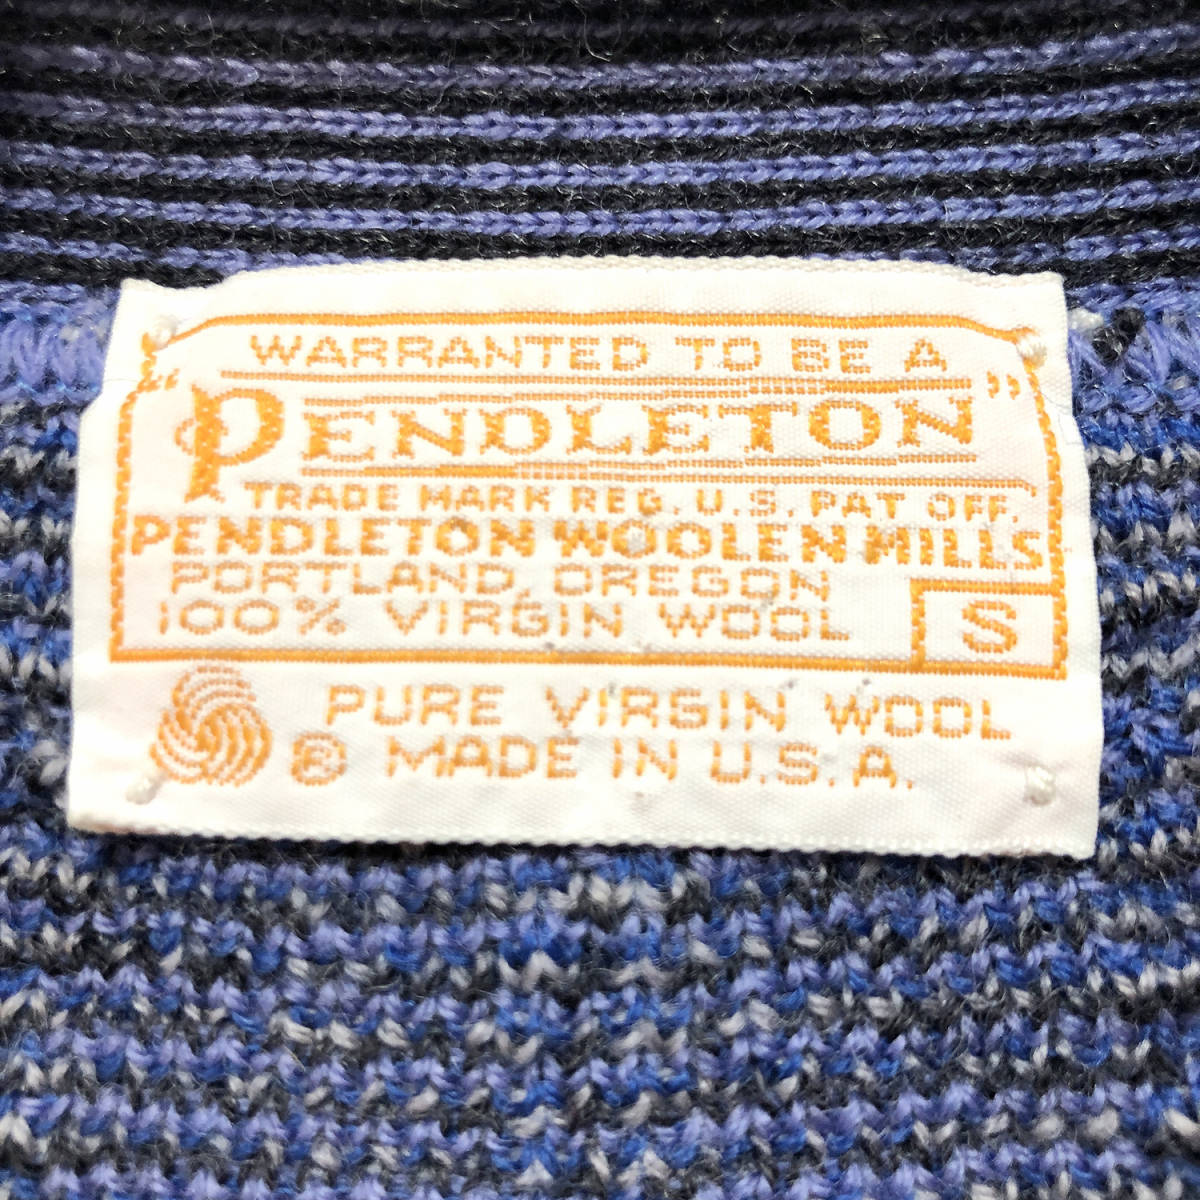 WARRANTED TO BE A
"PENDLETON"
TRADE MARK REG. U.S. PAT OFF.
PENDLETON WOOLEN MILLS
PORTLAND, OREGON
100% VIRGIN WOOL
S
PURE VIRGIN WOOL
® MADE IN U.S.A.